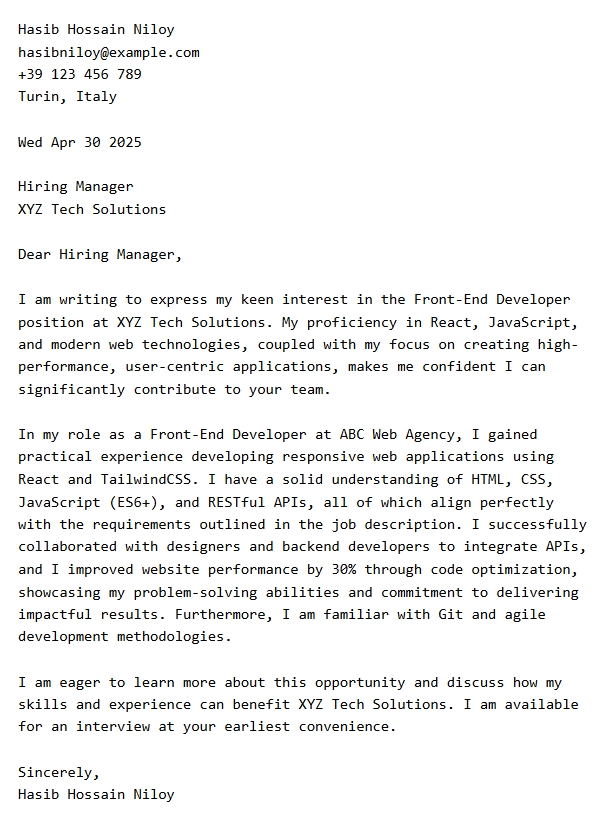 Hasib Hossain Niloy
hasibniloy@example.com
+39 123 456 789
Turin, Italy
Wed Apr 30 2025
Hiring Manager
XYZ Tech Solutions
Dear Hiring Manager,
I am writing to express my keen interest in the Front-End Developer
position at XYZ Tech Solutions. My proficiency in React, JavaScript,
and modern web technologies, coupled with my focus on creating high-
performance, user-centric applications, makes me confident I can
significantly contribute to your team.
In my role as a Front-End Developer at ABC Web Agency, I gained
practical experience developing responsive web applications using
React and TailwindCSS. I have a solid understanding of HTML, CSS,
JavaScript (ES6+), and RESTful APIs, all of which align perfectly
with the requirements outlined in the job description. I successfully
collaborated with designers and backend developers to integrate APIs,
and I improved website performance by 30% through code optimization,
showcasing my problem-solving abilities and commitment to delivering
impactful results. Furthermore, I am familiar with Git and agile
development methodologies.
I am eager to learn more about this opportunity and discuss how my
skills and experience can benefit XYZ Tech Solutions. I am available
for an interview at your earliest convenience.
Sincerely,
Hasib Hossain Niloy